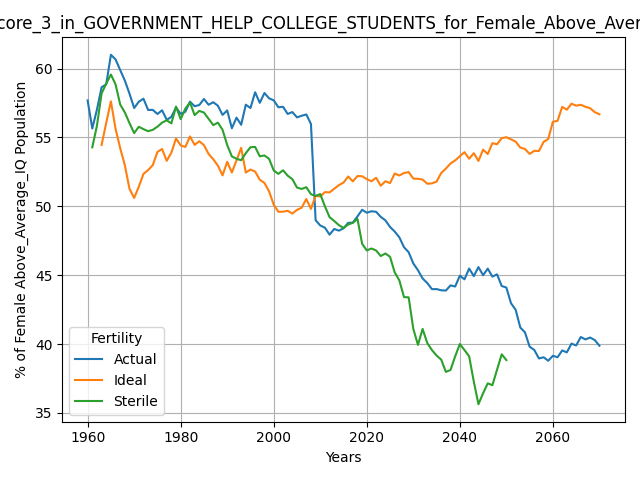 core_3_in_GOVERNMENT_HELP_COLLEGE_STUDENTS_for_Female_Above_Aver
% of Female Above_Average_IQ Population
60
55
50
45
40
35
Fertility
Actual
Ideal
Sterile
1960
1980
2000
2020
2040
2060
Years